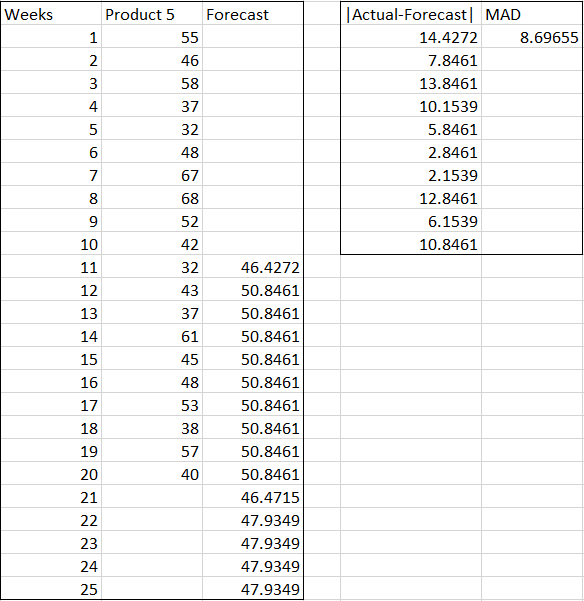 Weeks Product 5 Forecast |Actual-Forecast| MAD
1 55 14.4272 8.69655
2 46 7.8461
3 58 13.8461
4 37 10.1539
5 32 5.8461
6 48 2.8461
7 67 2.1539
8 68 12.8461
9 52 6.1539
10 42 10.8461
11 32 46.4272
12 43 50.8461
13 37 50.8461
14 61 50.8461
15 45 50.8461
16 48 50.8461
17 53 50.8461
18 38 50.8461
19 57 50.8461
20 40 50.8461
21 46.4715
22 47.9349
23 47.9349
24 47.9349
25 47.9349